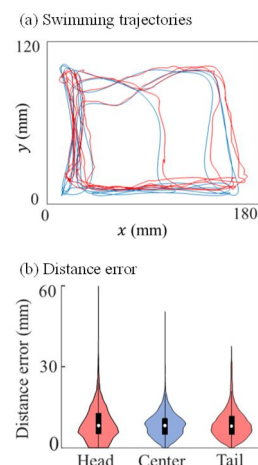 (a) Swimming trajectories
120
y (mm)
0
0
180
x (mm)
(b) Distance error
60
Distance error (mm)
30
0
Head Center Tail